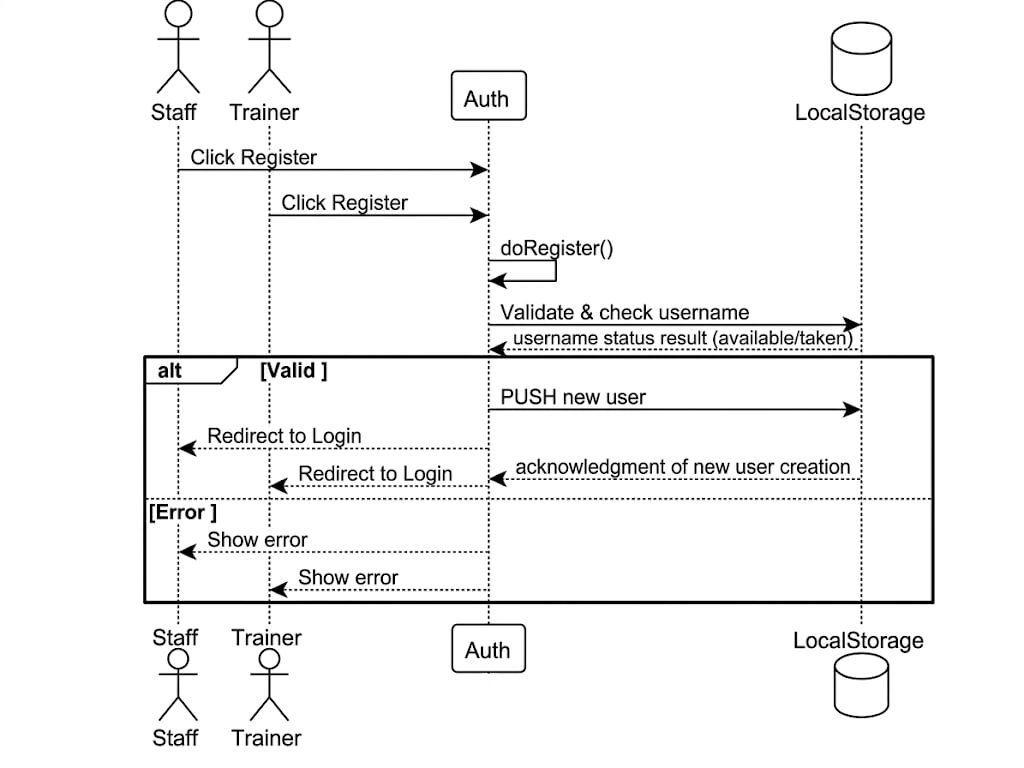 Staff Trainer Auth LocalStorage
Click Register
Click Register
doRegister()
Validate & check username
username status result (available/taken)
alt [Valid ]
PUSH new user
Redirect to Login
acknowledgment of new user creation
Redirect to Login
[Error ]
Show error
Show error
Staff Trainer Auth LocalStorage
Staff Trainer